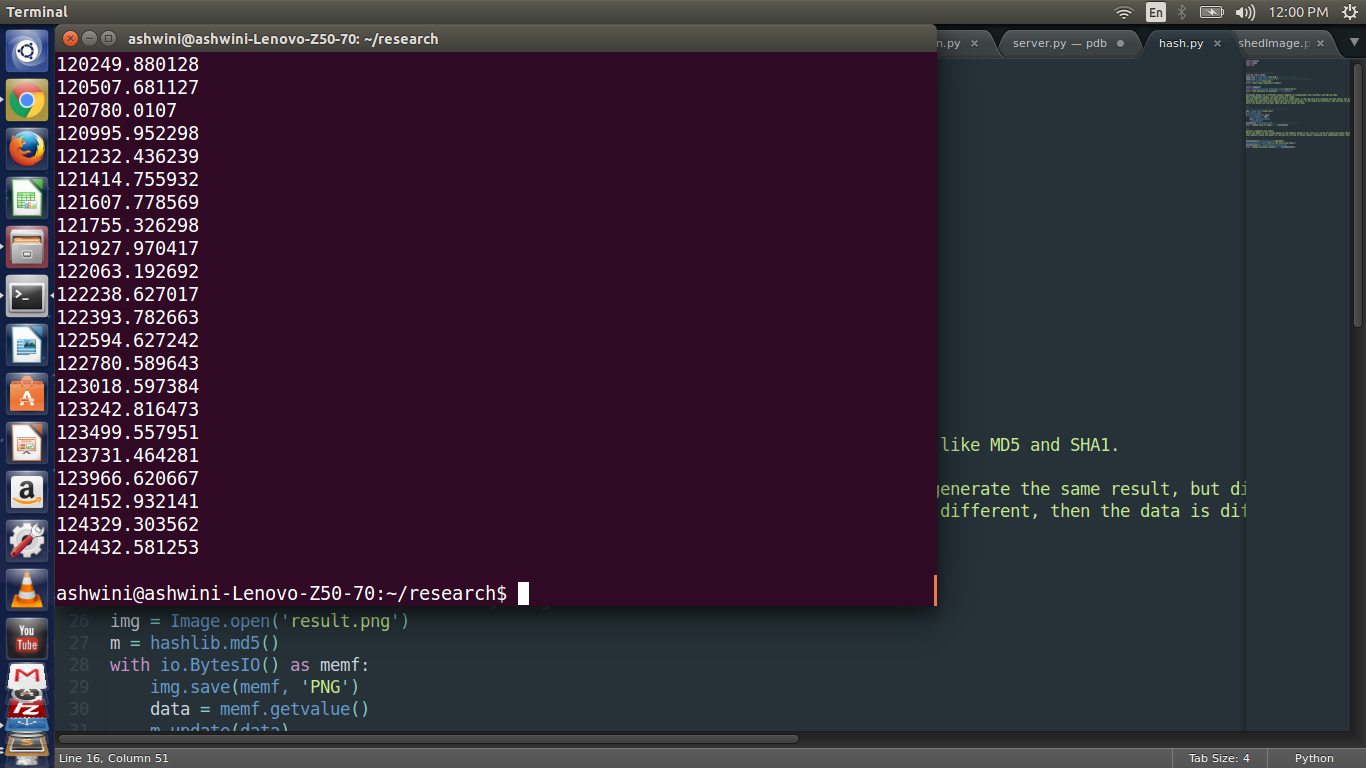 Terminal
En
12:00 PM
ashwini@ashwini-Lenovo-Z50-70: ~/research
n.py ×
server.py — pdb
hash.py ×
shedImage.p ×
120249.880128
120507.681127
120780.0107
120995.952298
121232.436239
121414.755932
121607.778569
121755.326298
121927.970417
122063.192692
122238.627017
122393.782663
122594.627242
122780.589643
123018.597384
123242.816473
123499.557951
123731.464281
123966.620667
124152.932141
124329.303562
124432.581253
ashwini@ashwini-Lenovo-Z50-70:~/research$
like MD5 and SHA1.
generate the same result, but di
different, then the data is dif
26 img = Image.open('result.png')
27 m = hashlib.md5()
28 with io.BytesIO() as memf:
29 img.save(memf, 'PNG')
30 data = memf.getvalue()
31 m.update(data)
Line 16, Column 51
Tab Size: 4
Python
a
You
Tube